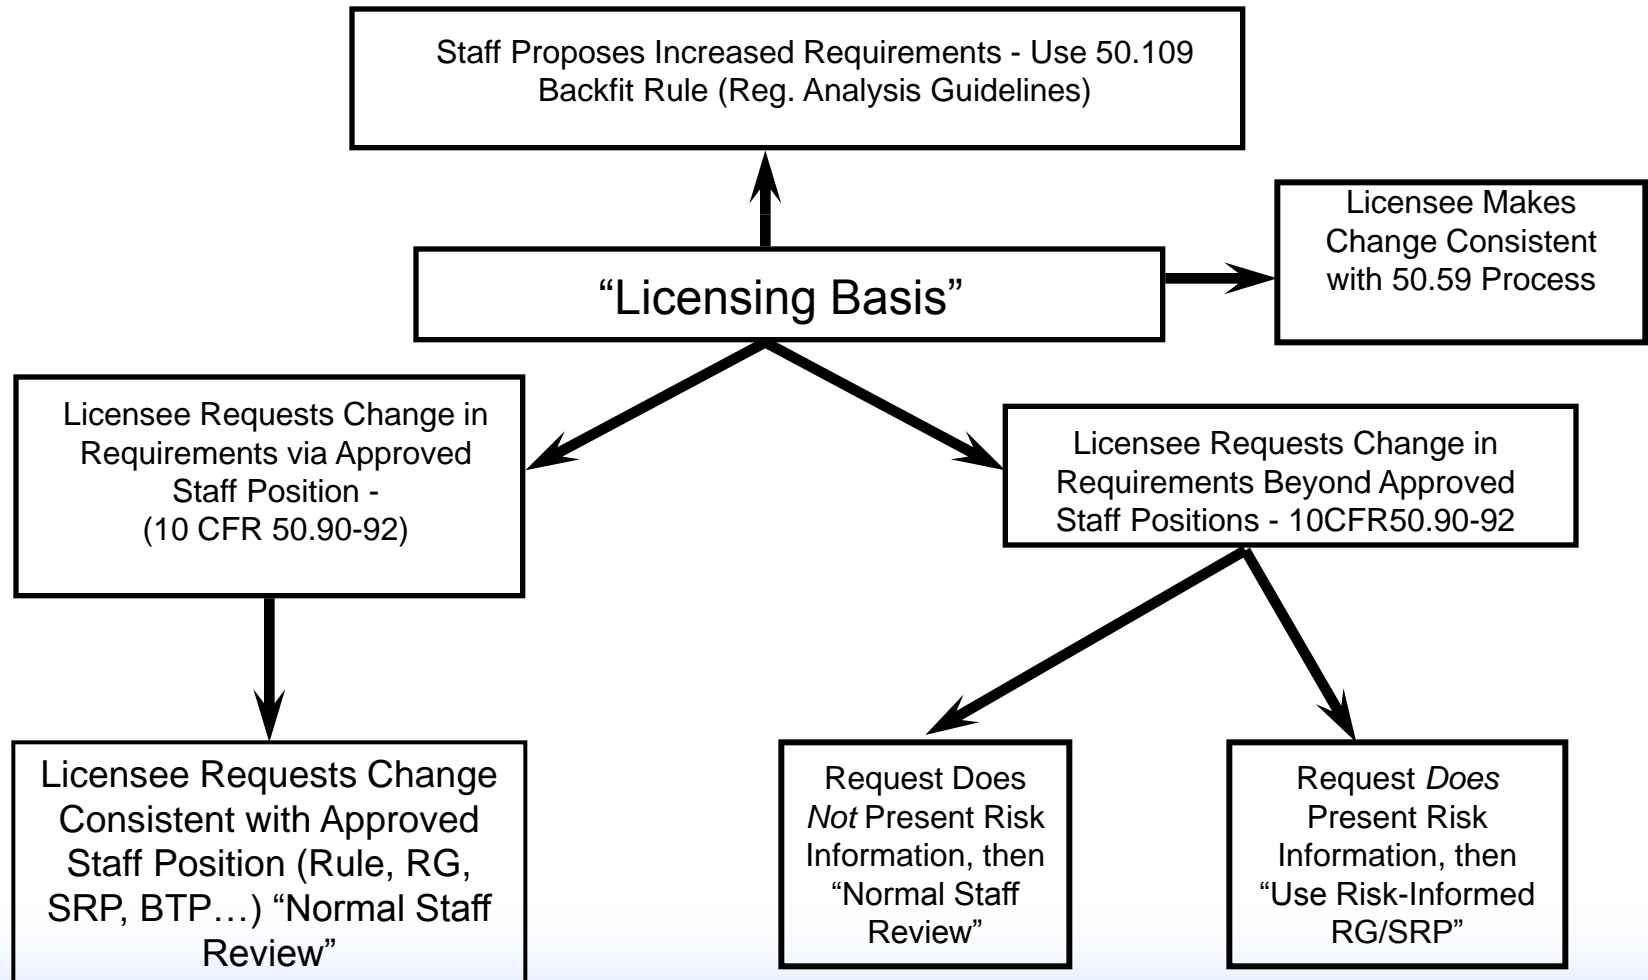 Staff Proposes Increased Requirements - Use 50.109
Backfit Rule (Reg. Analysis Guidelines)
Licensee Makes
Change Consistent
with 50.59 Process
“Licensing Basis”
Licensee Requests Change in
Requirements via Approved
Staff Position -
(10 CFR 50.90-92)
Licensee Requests Change in
Requirements Beyond Approved
Staff Positions - 10CFR50.90-92
Licensee Requests Change
Consistent with Approved
Staff Position (Rule, RG,
SRP, BTP…) “Normal Staff
Review”
Request Does
Not Present Risk
Information, then
“Normal Staff
Review”
Request Does
Present Risk
Information, then
“Use Risk-Informed
RG/SRP”